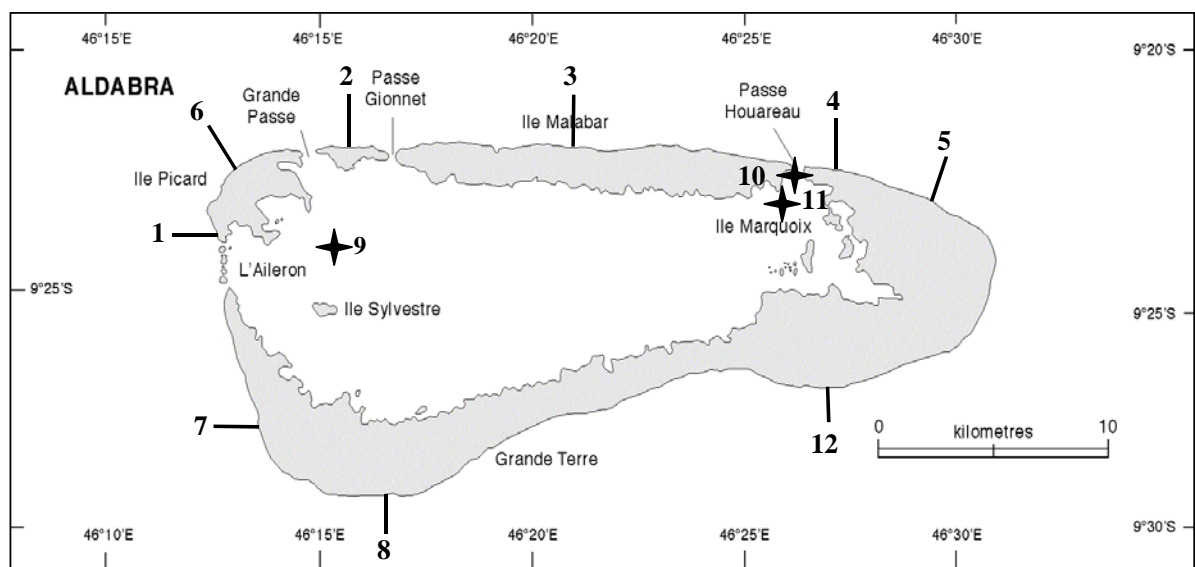 46°15'E 46°15'E 46°20'E 46°25'E 46°30'E
9°20'S
ALDABRA
2
Passe
Gionnet
3
Grande
Passe
Passe
Houareau
4
6
Ile Malabar
5
Ile Picard
10
11
Ile Marquoix
1
9
L'Aileron
9°25'S
Ile Sylvestre
9°25'S
7
0 kilometres 10
12
Grande Terre
9°30'S
46°10'E 46°15'E 46°20'E 46°25'E 46°30'E
8